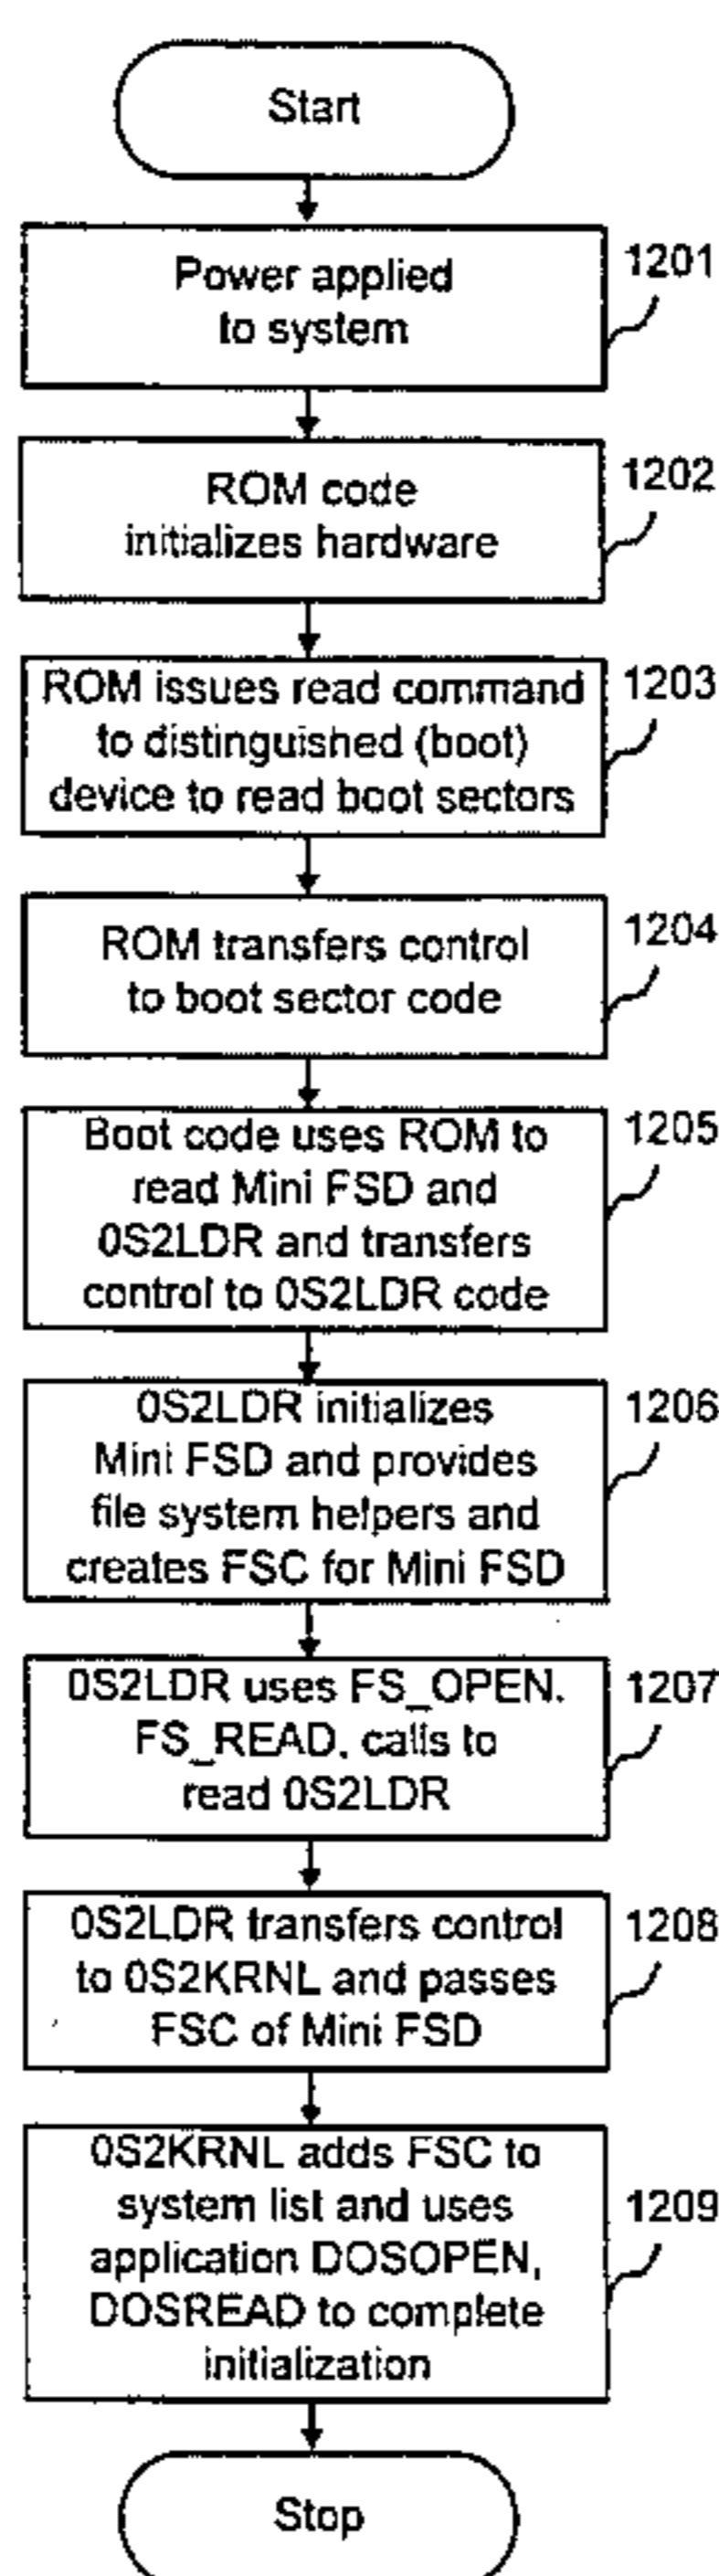 Start
Power applied
to system
1201
ROM code
initializes hardware
1202
ROM issues read command
to distinguished (boot)
device to read boot sectors
1203
ROM transfers control
to boot sector code
1204
Boot code uses ROM to
read Mini FSD and
0S2LDR and transfers
control to 0S2LDR code
1205
0S2LDR initializes
Mini FSD and provides
file system helpers and
creates FSC for Mini FSD
1206
0S2LDR uses FS_OPEN.
FS_READ, calls to
read 0S2LDR
1207
0S2LDR transfers control
to 0S2KRNL and passes
FSC of Mini FSD
1208
0S2KRNL adds FSC to
system list and uses
application DOSOPEN,
DOSREAD to complete
initialization
1209
Stop